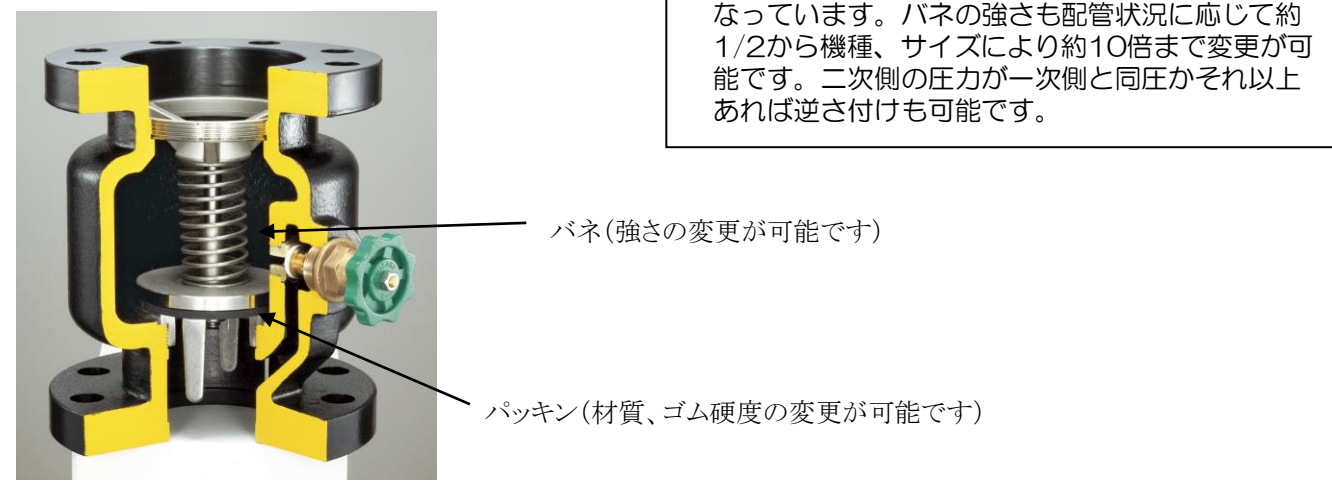 なっています。バネの強さも配管状況に応じて約
1/2から機種、サイズにより約10倍まで変更が可
能です。二次側の圧力が一次側と同圧かそれ以上
あれば逆さ付けも可能です。
バネ(強さの変更が可能です)
パッキン(材質、ゴム硬度の変更が可能です)